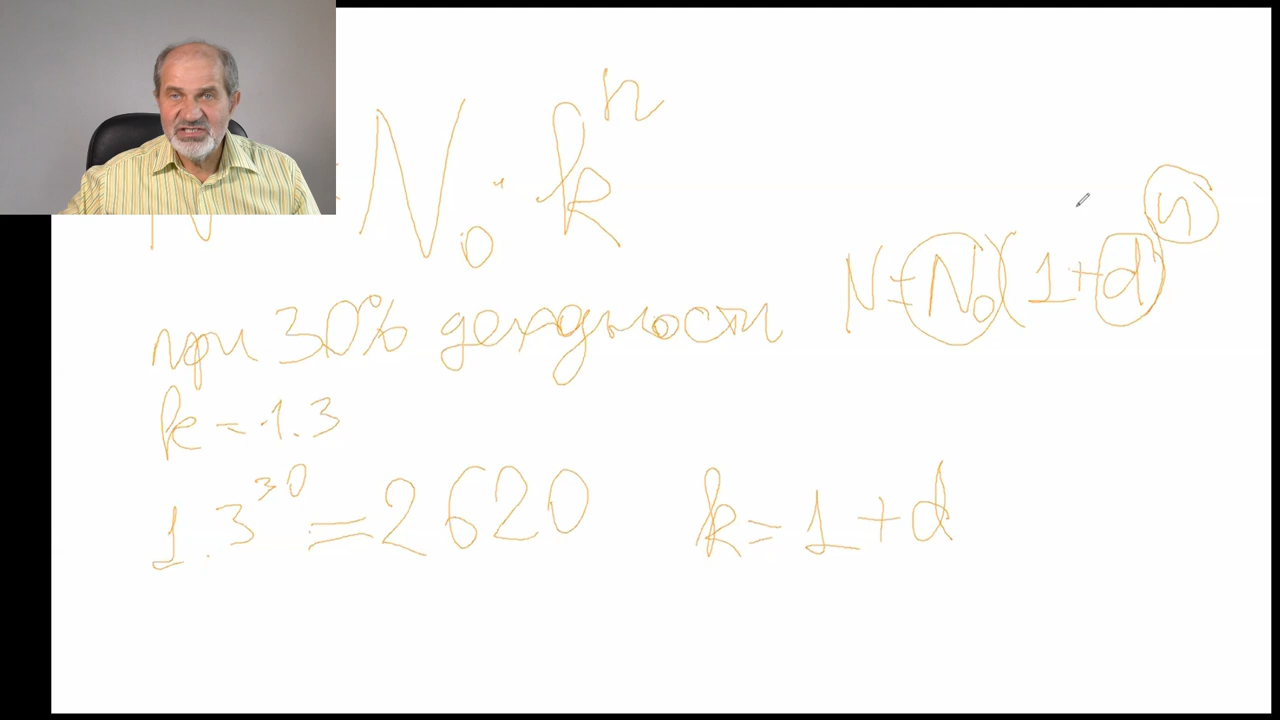 N = N₀ · kⁿ
N = N₀(1+d)ⁿ
при 30% доходности
k = 1.3
1.3³⁰ = 2620
k = 1 + d